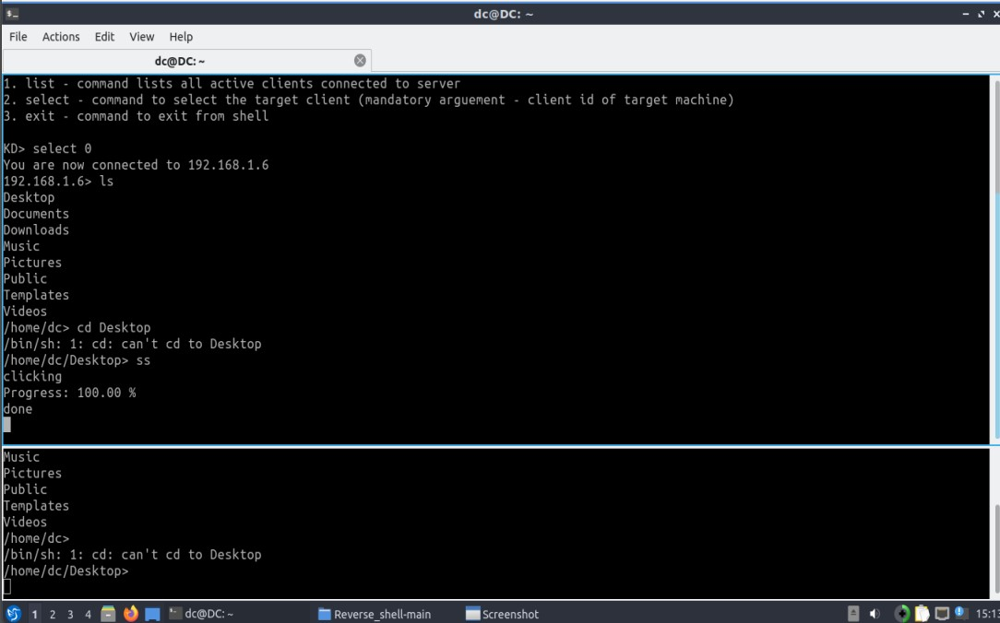 dc@DC: ~
File Actions Edit View Help
dc@DC: ~
1. list - command lists all active clients connected to server
2. select - command to select the target client (mandatory arguement - client id of target machine)
3. exit - command to exit from shell
KD> select 0
You are now connected to 192.168.1.6
192.168.1.6> ls
Desktop
Documents
Downloads
Music
Pictures
Public
Templates
Videos
/home/dc> cd Desktop
/bin/sh: 1: cd: can't cd to Desktop
/home/dc/Desktop> ss
clicking
Progress: 100.00 %
done
Music
Pictures
Public
Templates
Videos
/home/dc>
/bin/sh: 1: cd: can't cd to Desktop
/home/dc/Desktop>
1 2 3 4 dc@DC: ~ Reverse_shell-main Screenshot 15:13